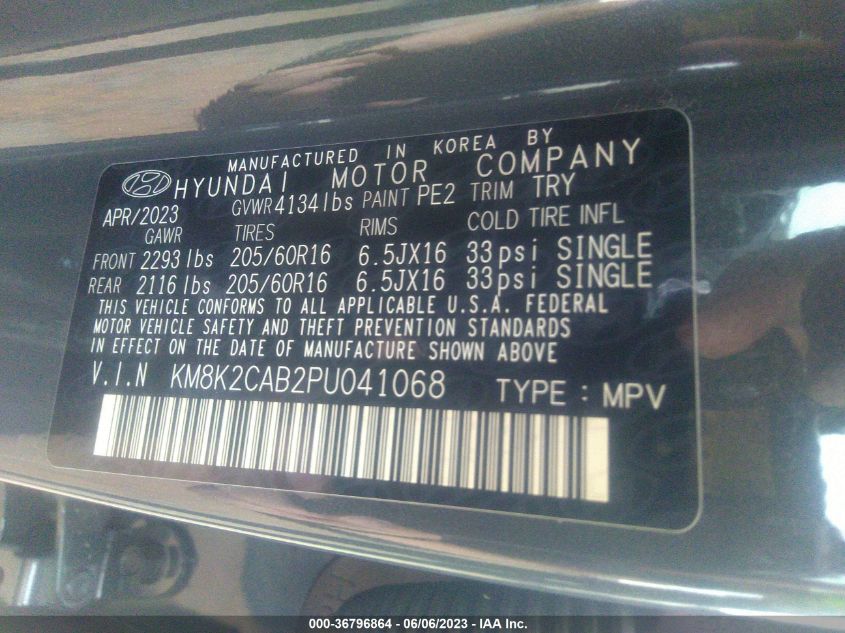 MANUFACTURED IN KOREA BY
HYUNDAI MOTOR COMPANY
APR/2023 GVWR 4134 lbs PAINT PE2 TRIM TRY
GAWR TIRES RIMS COLD TIRE INFL
FRONT 2293 lbs 205/60R16 6.5JX16 33psi SINGLE
REAR 2116 lbs 205/60R16 6.5JX16 33psi SINGLE
THIS VEHICLE CONFORMS TO ALL APPLICABLE U.S.A. FEDERAL
MOTOR VEHICLE SAFETY AND THEFT PREVENTION STANDARDS
IN EFFECT ON THE DATE OF MANUFACTURE SHOWN ABOVE
V.I.N KM8K2CAB2PU041068 TYPE : MPV
000-36796864 / 06/06/2023 - IAA Inc.